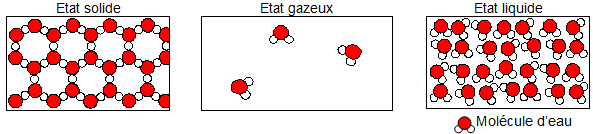 Etat solide
Etat gazeux
Etat liquide
Molécule d'eau